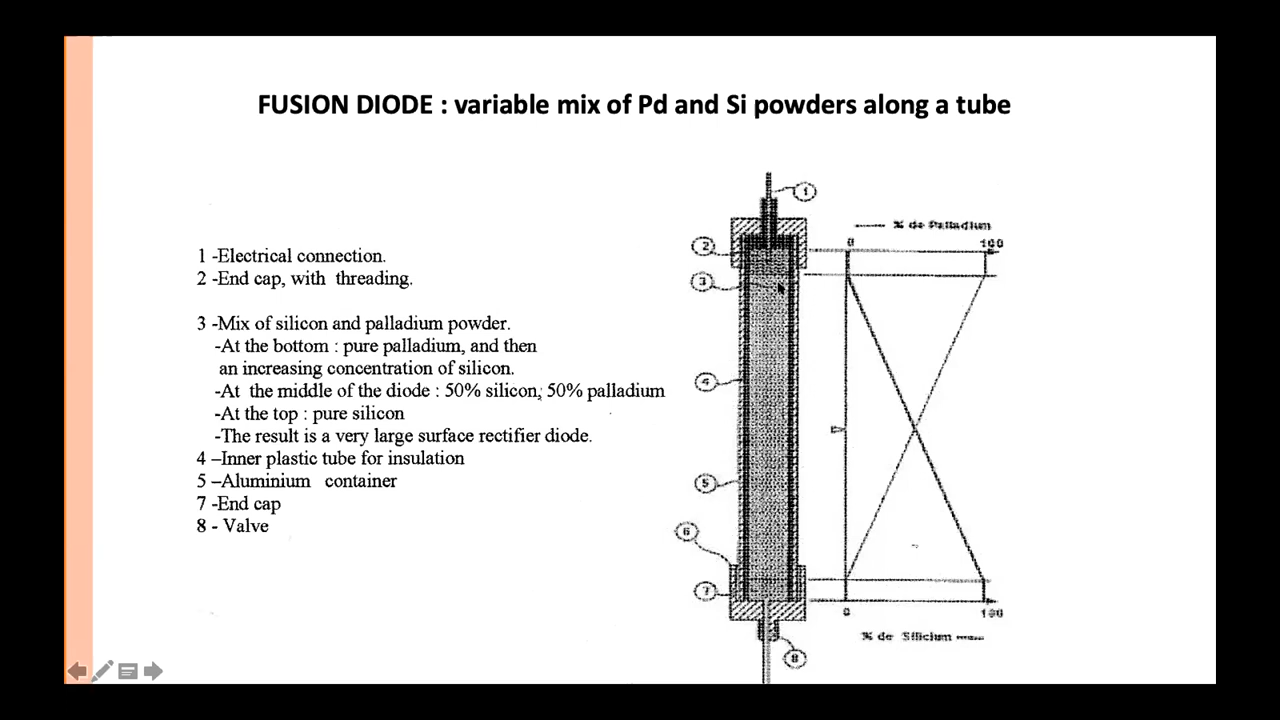 FUSION DIODE : variable mix of Pd and Si powders along a tube
1 -Electrical connection.
2 -End cap, with threading.
3 -Mix of silicon and palladium powder.
-At the bottom : pure palladium, and then
an increasing concentration of silicon.
-At the middle of the diode : 50% silicon; 50% palladium
-At the top : pure silicon
-The result is a very large surface rectifier diode.
4 –Inner plastic tube for insulation
5 –Aluminium container
7 -End cap
8 - Valve
1
2
3
4
5
6
7
8
% de Palladium
0 100
0 100
% de Silicium